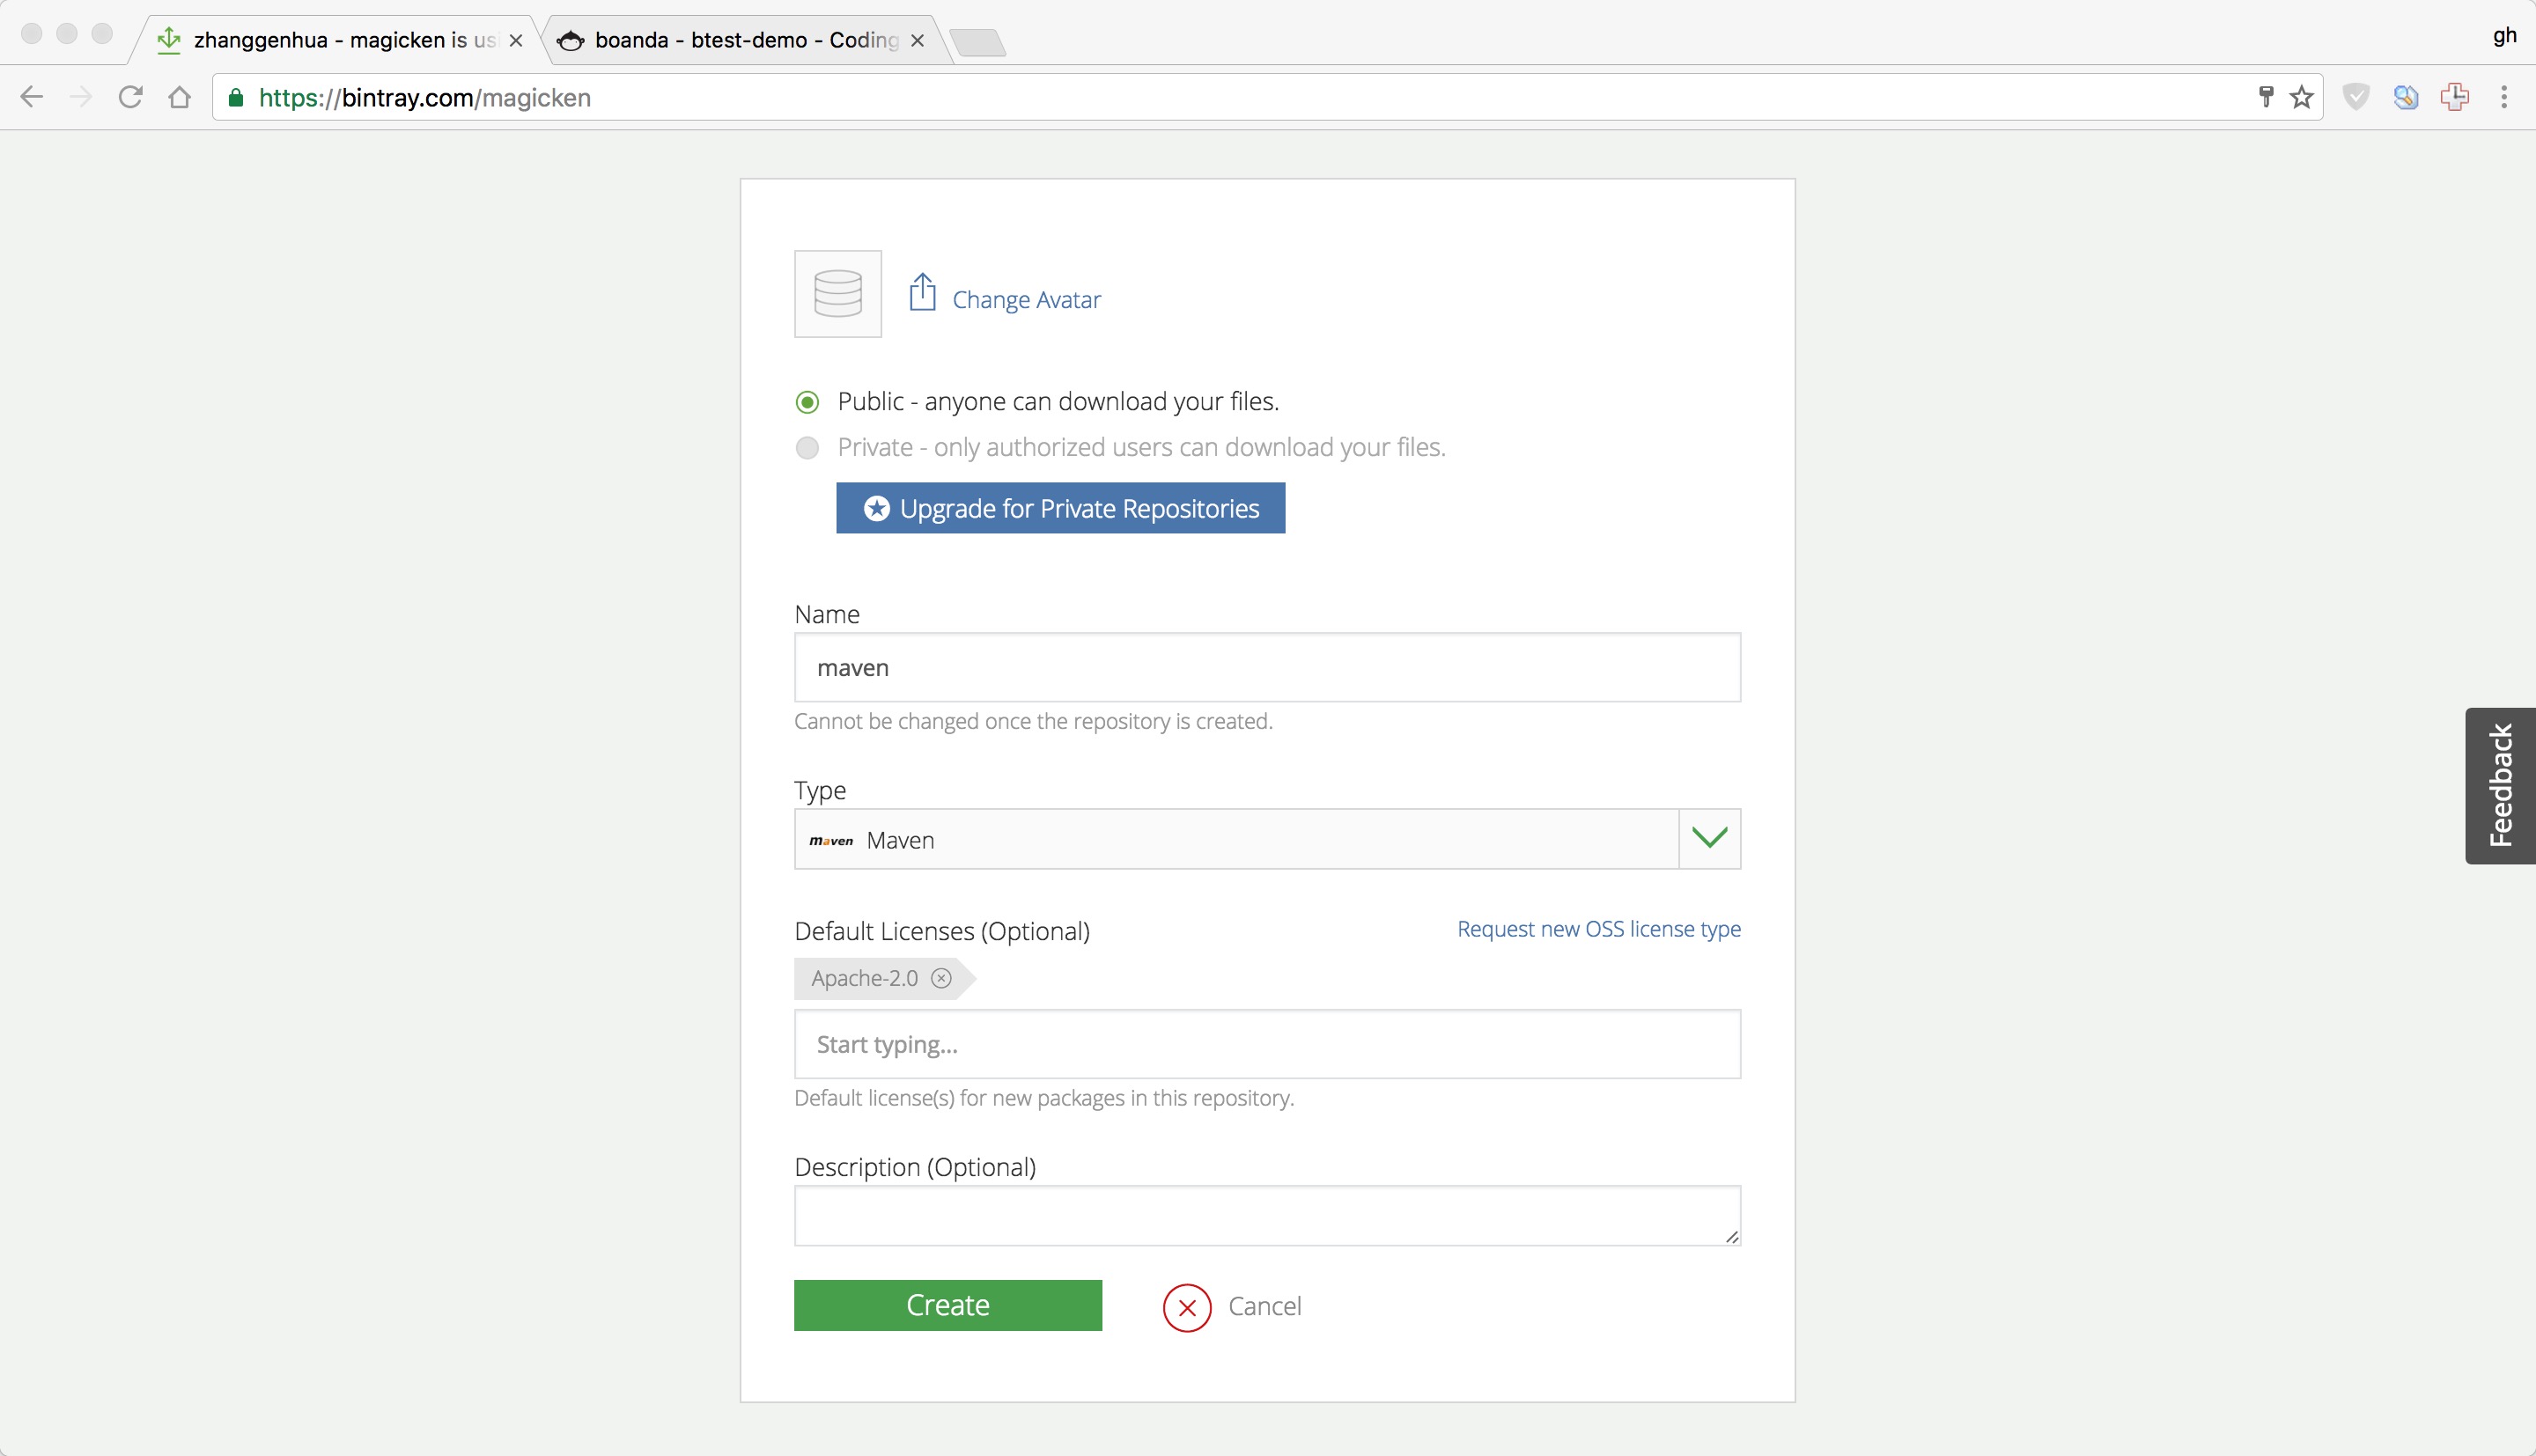 zhanggenhua - magicken is usi
boanda - btest-demo - Coding
gh
https://bintray.com/magicken
Change Avatar
Public - anyone can download your files.
Private - only authorized users can download your files.
Upgrade for Private Repositories
Name
maven
Cannot be changed once the repository is created.
Type
maven Maven
Default Licenses (Optional)
Request new OSS license type
Apache-2.0
Start typing...
Default license(s) for new packages in this repository.
Description (Optional)
Create
Cancel
Feedback